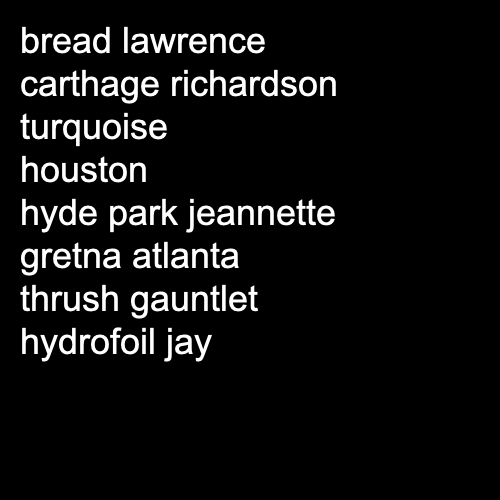 bread lawrence
carthage richardson
turquoise
houston
hyde park jeannette
gretna atlanta
thrush gauntlet
hydrofoil jay